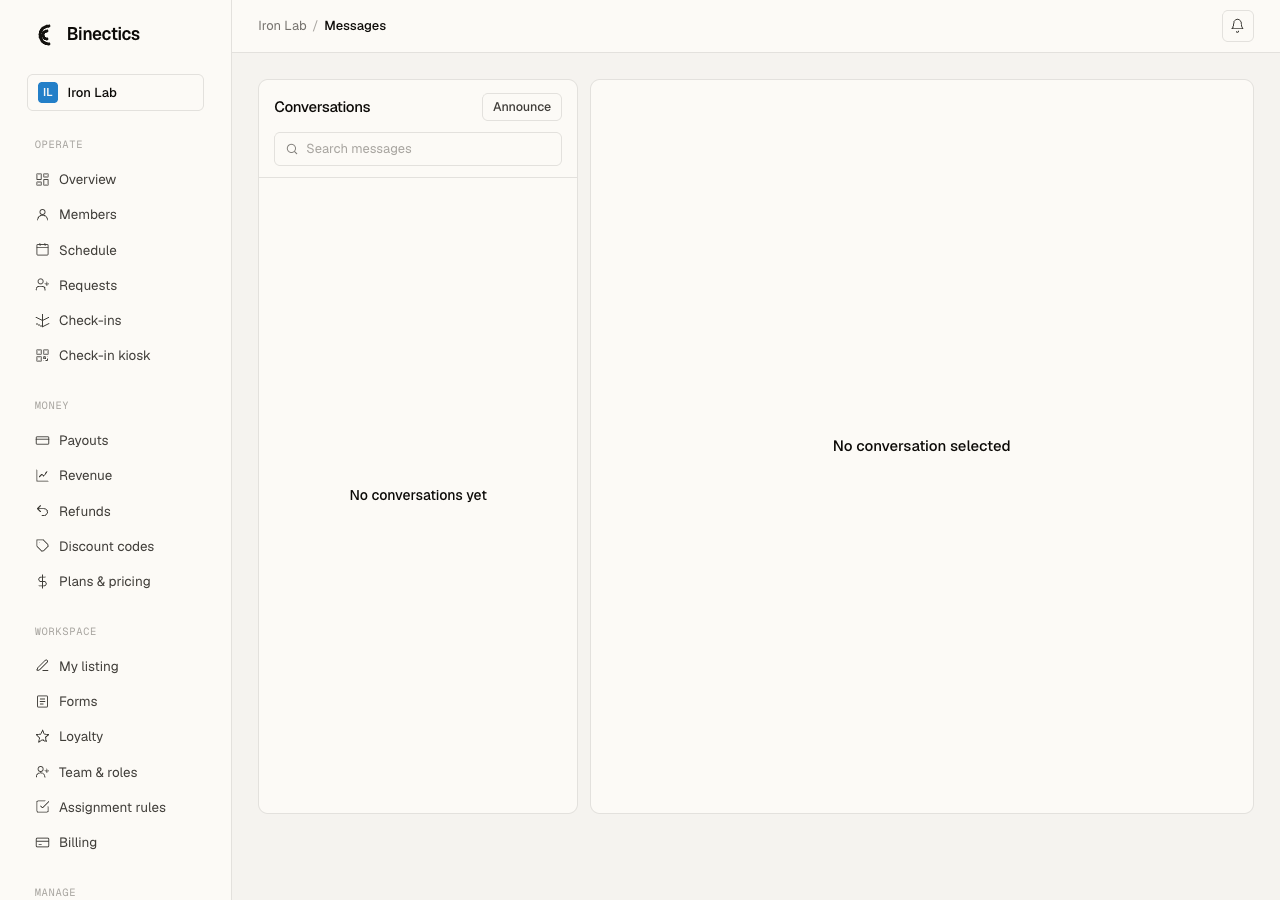 Binectics
IL Iron Lab
OPERATE
Overview
Members
Schedule
Requests
Check-ins
Check-in kiosk
MONEY
Payouts
Revenue
Refunds
Discount codes
Plans & pricing
WORKSPACE
My listing
Forms
Loyalty
Team & roles
Assignment rules
Billing
MANAGE
Iron Lab / Messages
Conversations
Announce
Search messages
No conversations yet
No conversation selected